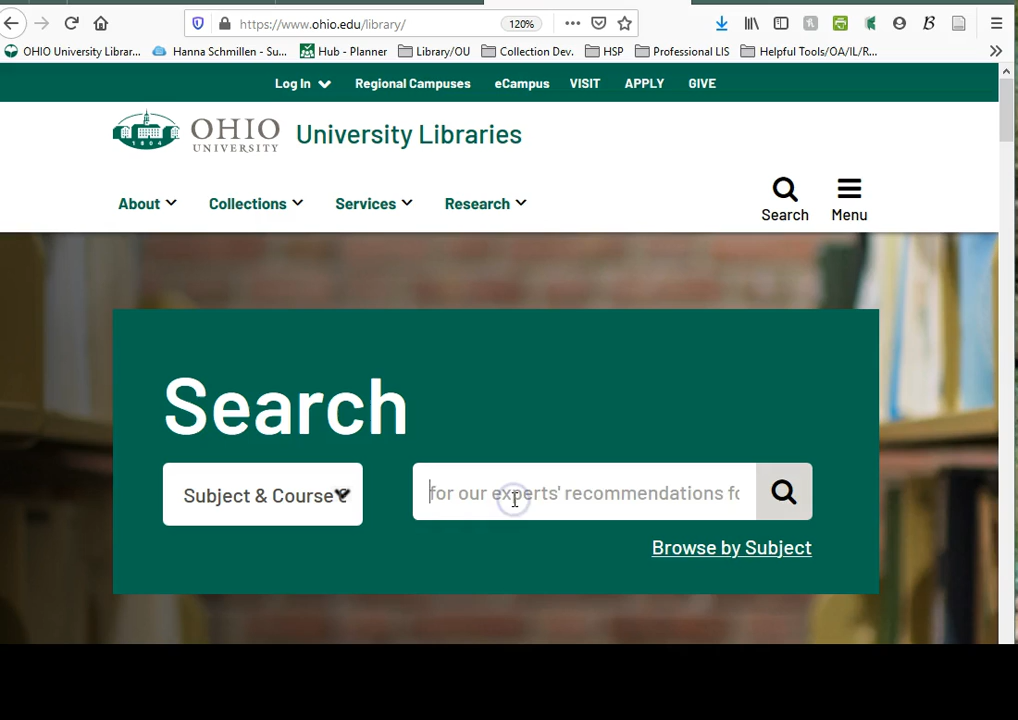 https://www.ohio.edu/library/
120%
OHIO University Librar...
Hanna Schmillen - Su...
Hub - Planner
Library/OU
Collection Dev.
HSP
Professional LIS
Helpful Tools/OA/IL/R...
Log In
Regional Campuses
eCampus
VISIT
APPLY
GIVE
1804
OHIO
UNIVERSITY
University Libraries
About
Collections
Services
Research
Search
Menu
Search
Subject & Course
for our experts' recommendations fo
Browse by Subject